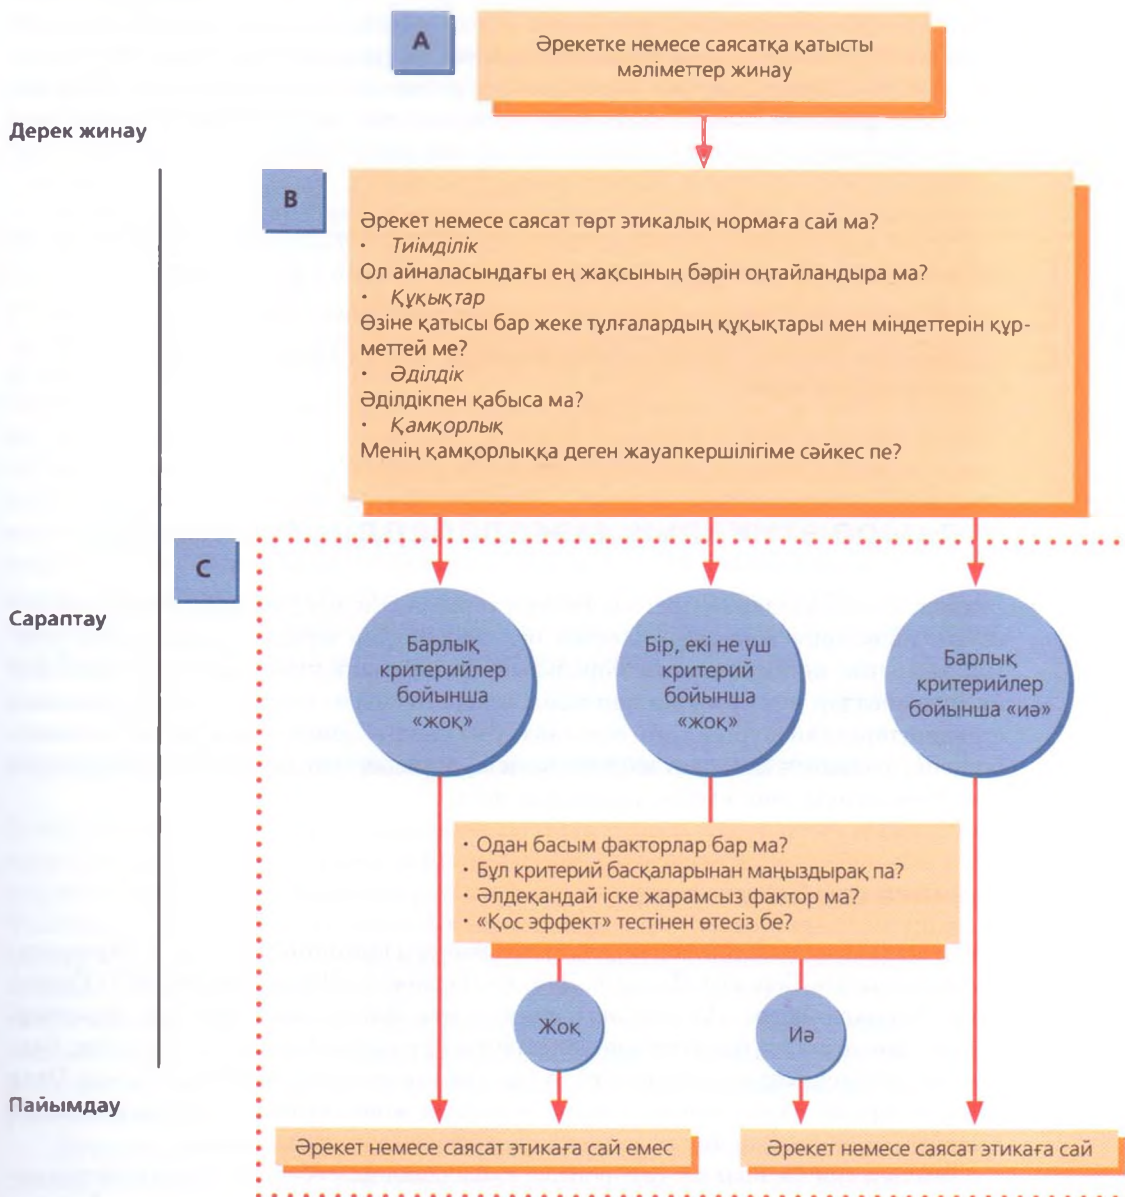 A
Әрекетке немесе саясатқа қатысты
мәліметтер жинау
Дерек жинау
B
Әрекет немесе саясат төрт этикалық нормаға сай ма?
• Тиімділік
Ол айналасындағы ең жақсының бәрін оңтайландыра ма?
• Құқықтар
Өзіне қатысы бар жеке тұлғалардың құқықтары мен міндеттерін құр-
меттей ме?
• Әділдік
Әділдікпен қабыса ма?
• Қамқорлық
Менің қамқорлыққа деген жауапкершілігіме сәйкес пе?
C
Сараптау
Барлық
критерийлер
бойынша
«жоқ»
Бір, екі не үш
критерий
бойынша
«жоқ»
Барлық
критерийлер
бойынша «иә»
• Одан басым факторлар бар ма?
• Бұл критерий басқаларынан маңыздырақ па?
• Әлдеқандай іске жарамсыз фактор ма?
• «Қос эффект» тестінен өтесіз бе?
Жоқ
Иә
Пайымдау
Әрекет немесе саясат этикаға сай емес
Әрекет немесе саясат этикаға сай